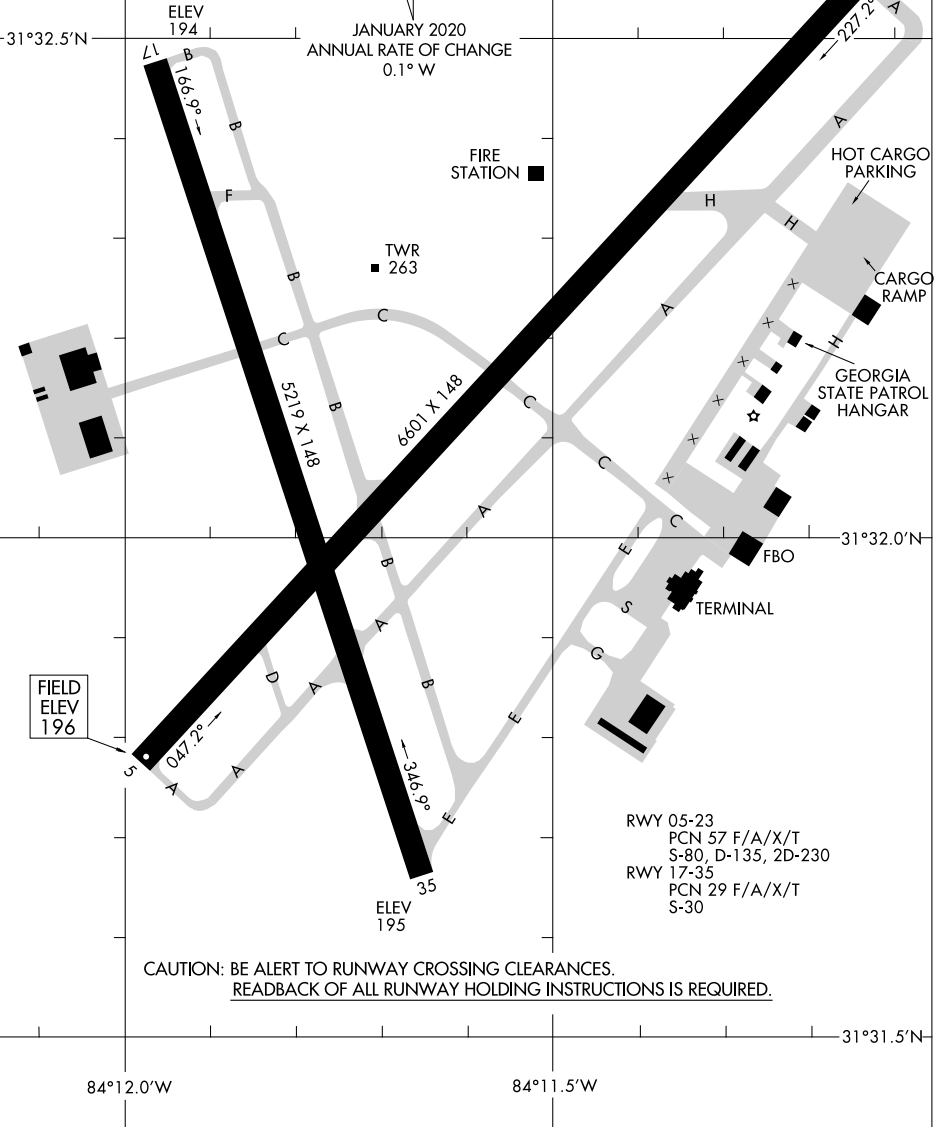 ELEV
194
31°32.5'N
JANUARY 2020
ANNUAL RATE OF CHANGE
0.1° W
227.2°
A
17
B
166.9°
B
A
FIRE
STATION
HOT CARGO
PARKING
F
H
H
TWR
263
B
CARGO
RAMP
C
C
A
X
X
H
GEORGIA
STATE PATROL
HANGAR
5219 X 148
6601 X 148
B
C
X
X
X
X
C
A
C
31°32.0'N
E
B
FBO
S
TERMINAL
A
G
D
A
B
FIELD
ELEV
196
E
047.2°
5
A
A
346.9°
E
RWY 05-23
PCN 57 F/A/X/T
S-80, D-135, 2D-230
RWY 17-35
PCN 29 F/A/X/T
S-30
35
ELEV
195
CAUTION: BE ALERT TO RUNWAY CROSSING CLEARANCES.
READBACK OF ALL RUNWAY HOLDING INSTRUCTIONS IS REQUIRED.
31°31.5'N
84°12.0'W
84°11.5'W